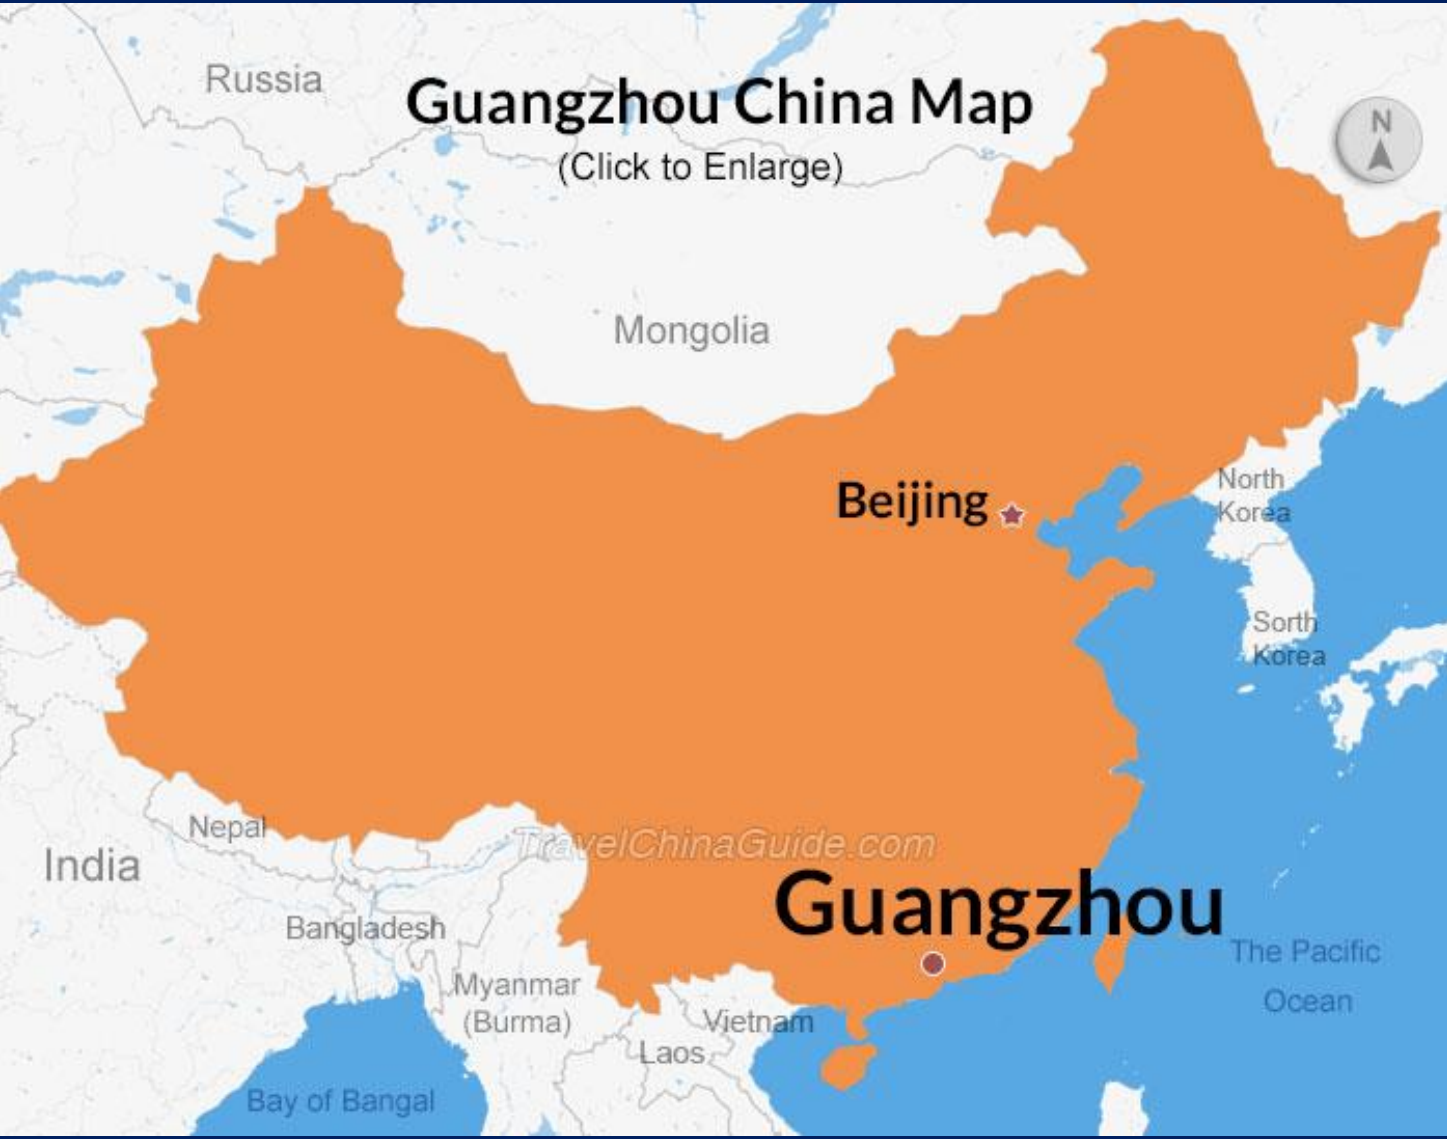 Russia
Guangzhou China Map
(Click to Enlarge)
N
Mongolia
Beijing
North
Korea
Sorth
Korea
Nepal
India
TravelChinaGuide.com
Guangzhou
Bangladesh
The Pacific
Ocean
Myanmar
(Burma)
Vietnam
Laos
Bay of Bangal